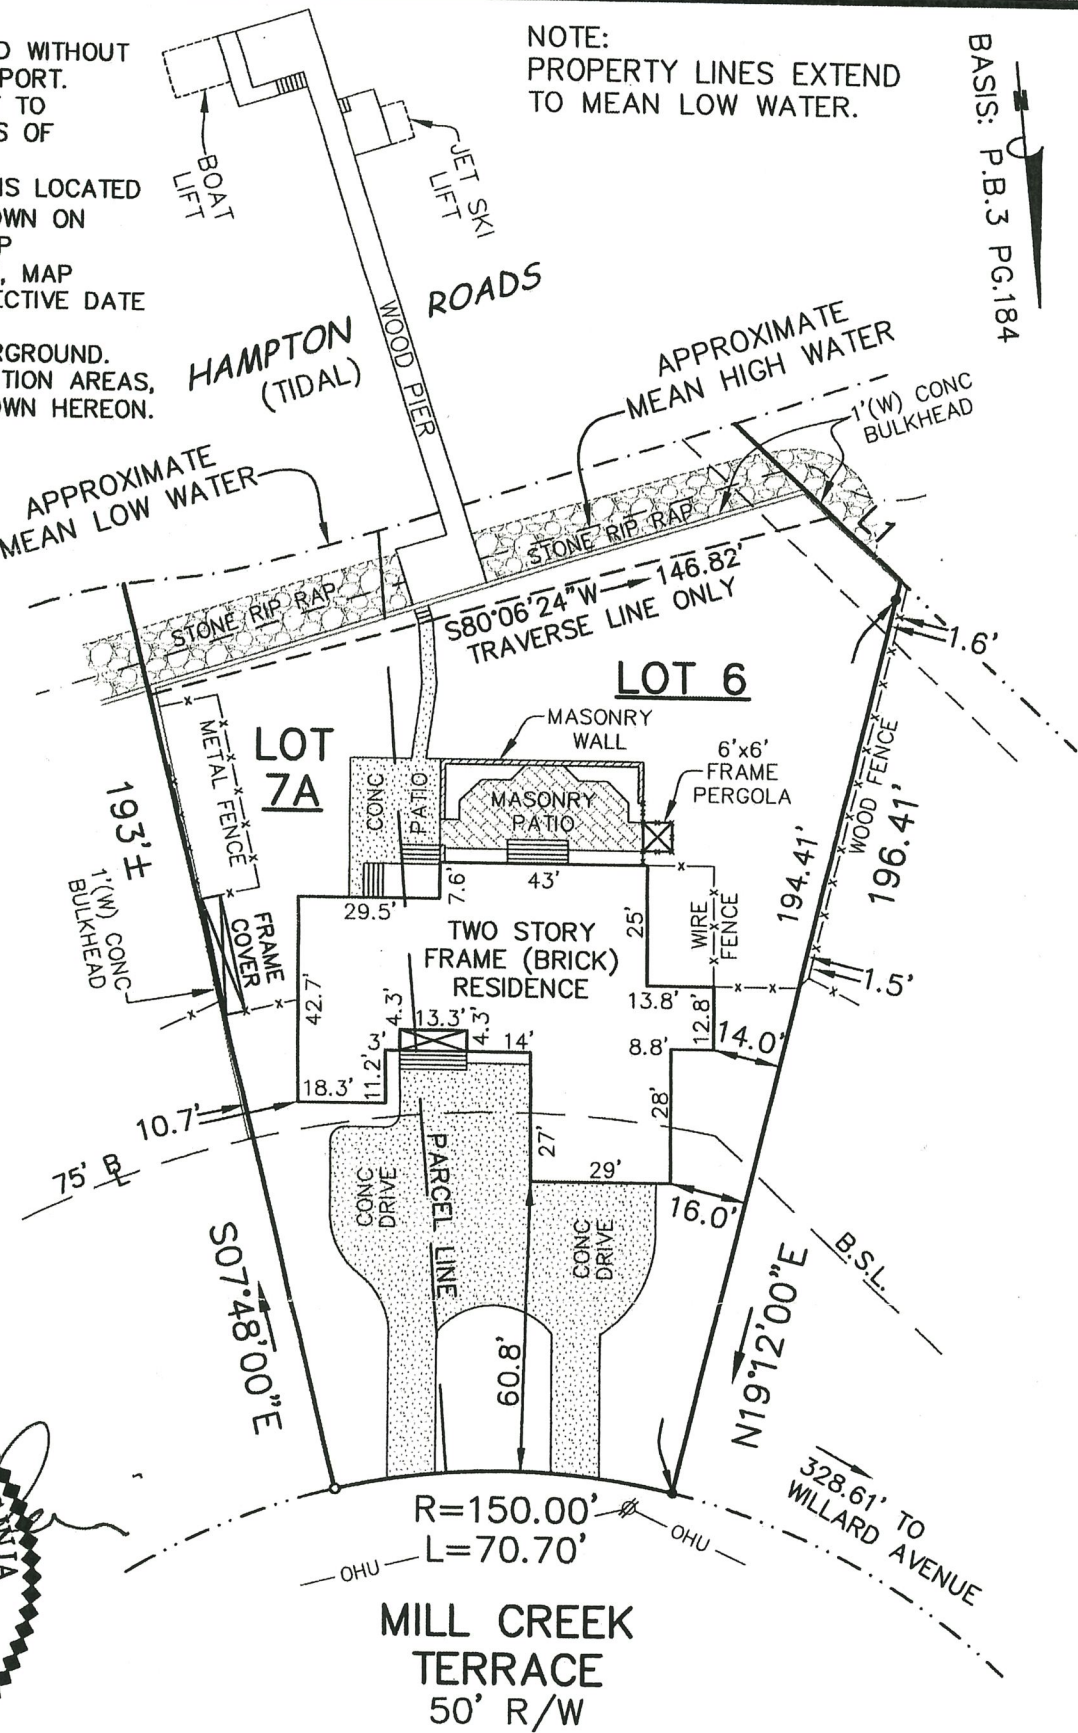 D WITHOUT
PORT.
T TO
S OF
IS LOCATED
OWN ON
P
, MAP
ECTIVE DATE
RGROUND.
TION AREAS,
OWN HEREON.
NOTE:
PROPERTY LINES EXTEND
TO MEAN LOW WATER.
BASIS: P.B.3 PG.184
BOAT
LIFT
JET SKI
LIFT
HAMPTON ROADS
(TIDAL)
WOOD PIER
APPROXIMATE
MEAN HIGH WATER
1'(W) CONC
BULKHEAD
APPROXIMATE
MEAN LOW WATER
STONE RIP RAP
STONE RIP RAP
S80°06'24"W 146.82'
TRAVERSE LINE ONLY
1
1.6'
LOT 6
LOT
7A
MASONRY
WALL
6'x6'
FRAME
PERGOLA
METAL FENCE
CONC
PATIO
MASONRY
PATIO
WOOD FENCE
193'±
194.41'
196.41'
1'(W) CONC
BULKHEAD
FRAME
COVER
29.5'
7.6'
43'
25'
WIRE
FENCE
TWO STORY
FRAME (BRICK)
RESIDENCE
1.5'
42.7'
4.3'
13.3'
4.3'
13.8'
12.8'
14.0'
3'
14'
8.8'
18.3'
11.2'
28'
10.7'
27'
75' BL
29'
16.0'
CONC
DRIVE
PARCEL LINE
CONC
DRIVE
B.S.L.
S07°48'00"E
N19°12'00"E
60.8'
328.61' TO
WILLARD AVENUE
R=150.00'
L=70.70'
OHU
OHU
MILL CREEK
TERRACE
50' R/W